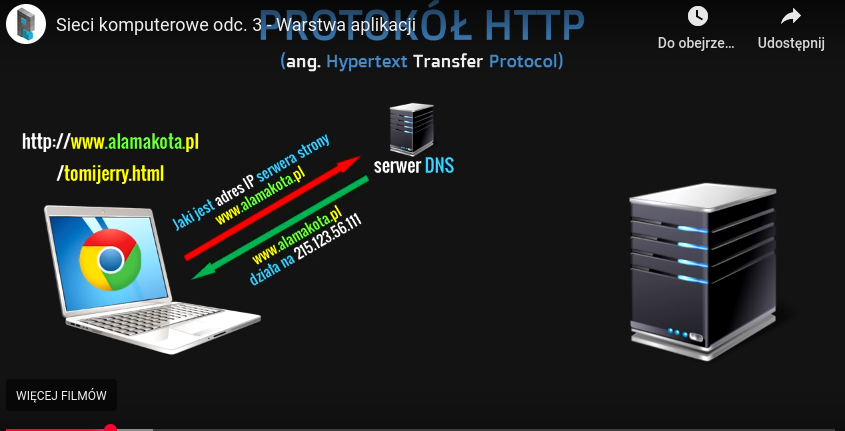 Sieci komputerowe odc. 3 - Warstwa aplikacji
PROTOKÓŁ HTTP
Do obejrze...
Udostępnij
(ang. Hypertext Transfer Protocol)
http://www.alamakota.pl
/tomijerry.html
Jaki jest adres IP serwera strony
www.alamakota.pl
serwer DNS
www.alamakota.pl
działa na 215.123.56.111
WIĘCEJ FILMÓW